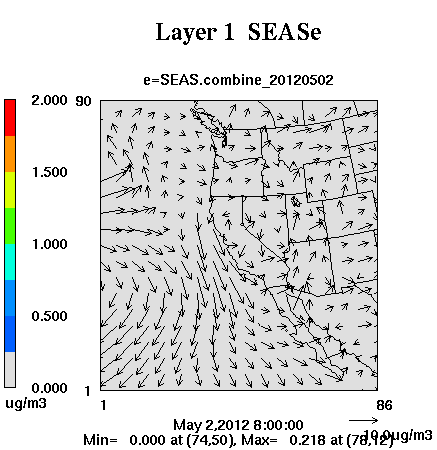 Layer 1 SEASe
e=SEAS.combine_20120502
2.000
90
1.500
1.000
0.500
0.000
1
ug/m3
1
86
May 2,2012 8:00:00
10.0ug/m3
Min= 0.000 at (74,50), Max= 0.218 at (78,12)